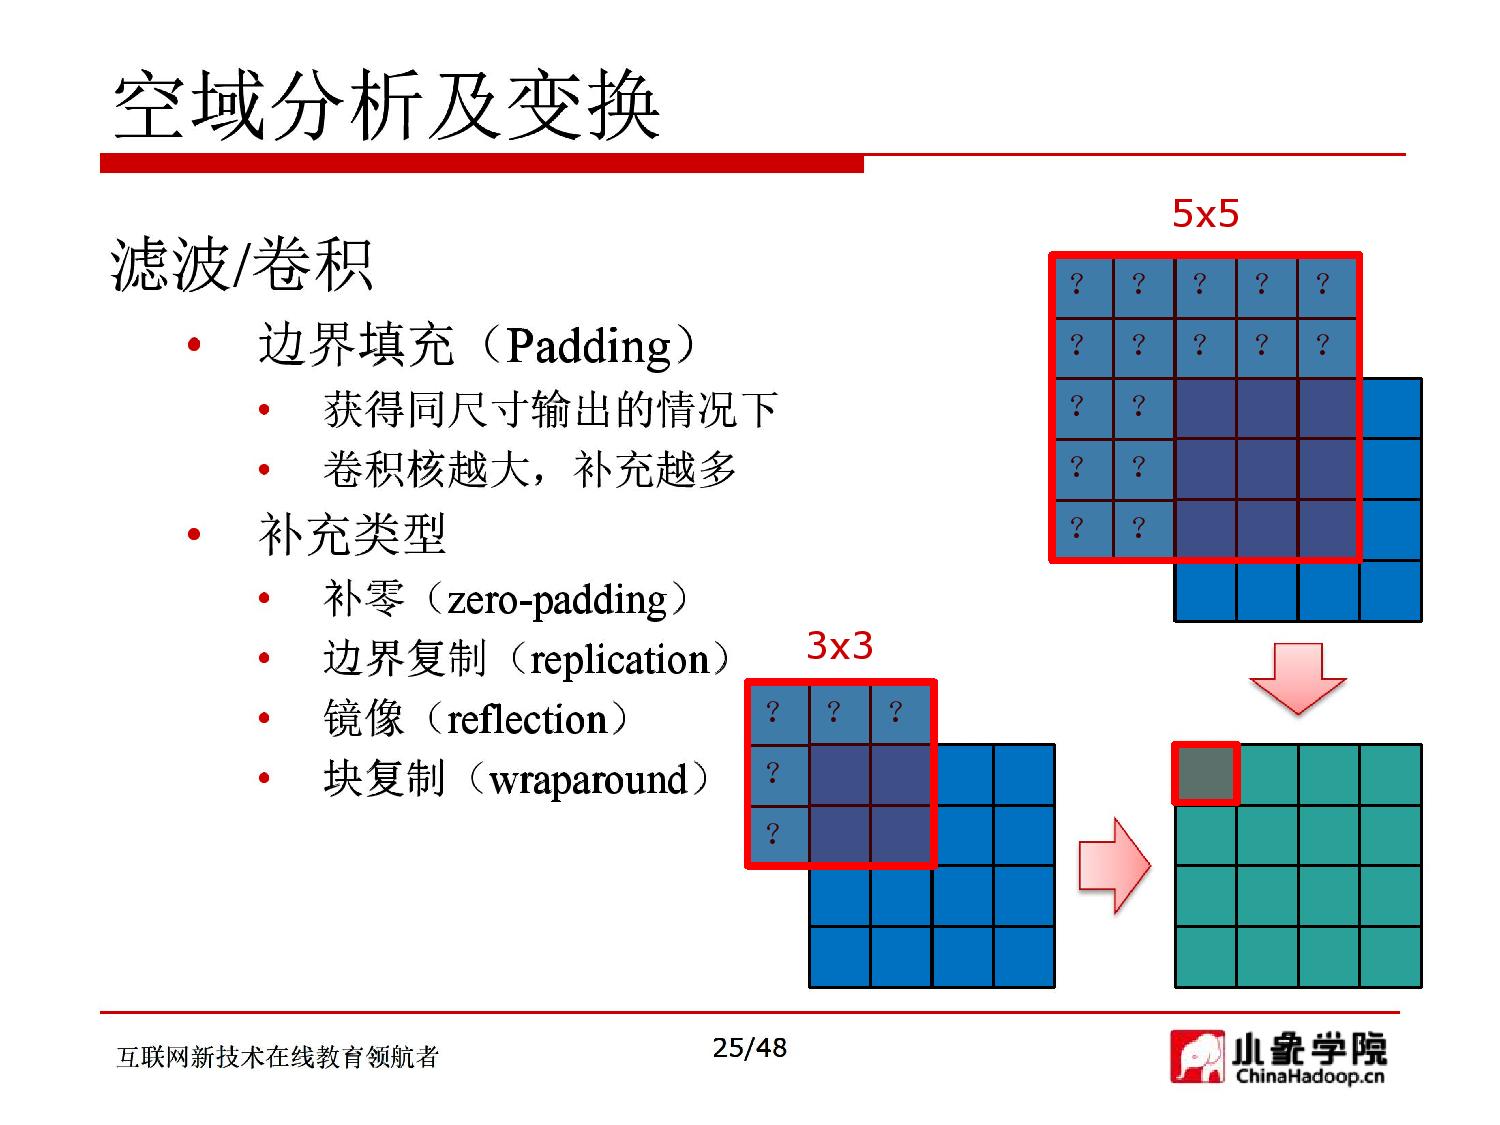 空域分析及变换
滤波/卷积
• 边界填充（Padding）
• 获得同尺寸输出的情况下
• 卷积核越大，补充越多
• 补充类型
• 补零（zero-padding）
• 边界复制（replication）
• 镜像（reflection）
• 块复制（wraparound）
5x5
? ? ? ? ?
? ? ? ? ?
? ?
? ?
? ?
3x3
? ? ?
?
?
互联网新技术在线教育领航者
25/48
小象学院
ChinaHadoop.cn